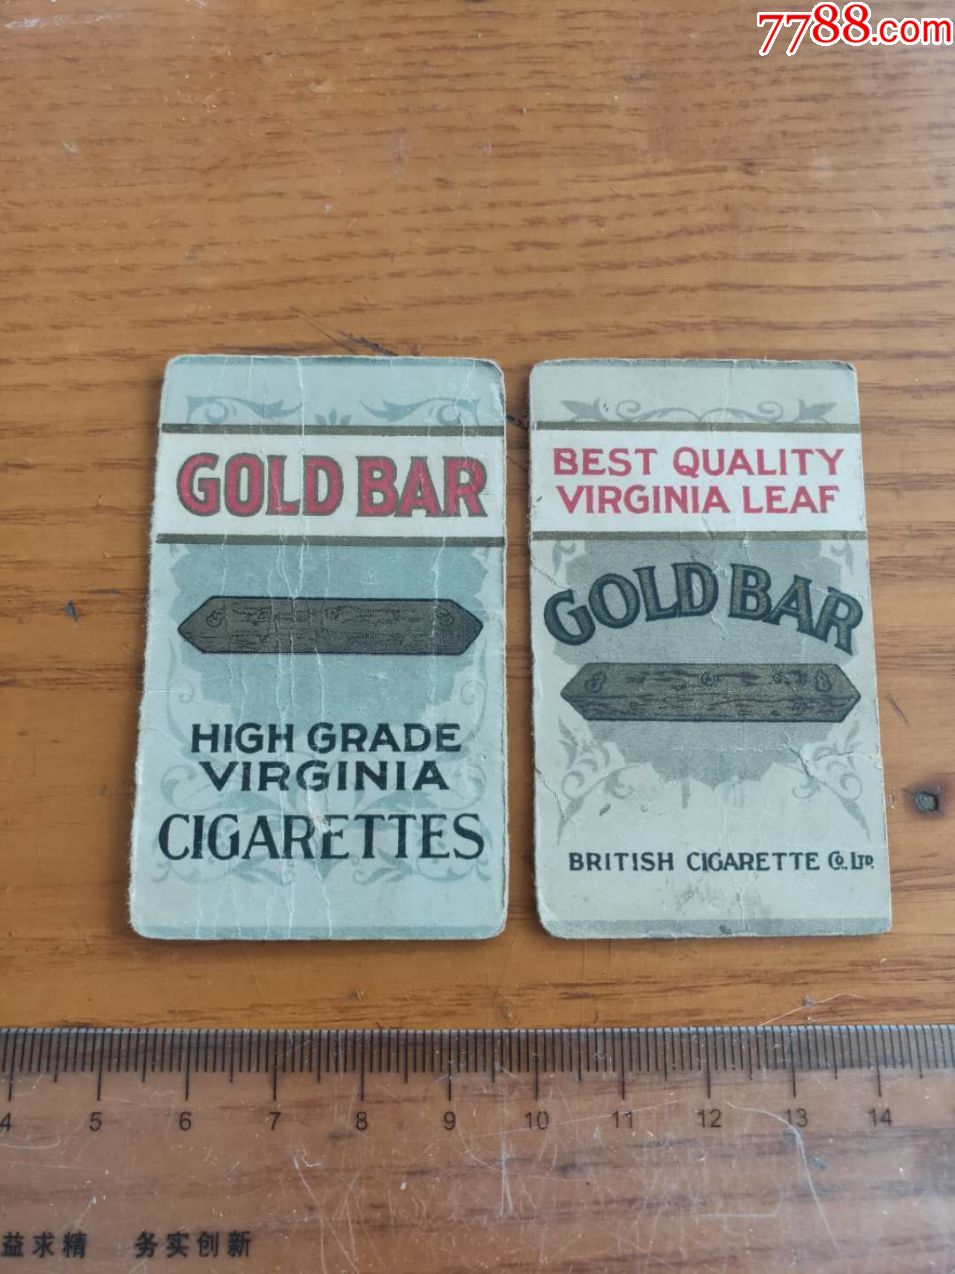 7788.com
GOLD BAR
HIGH GRADE
VIRGINIA
CIGARETTES
BEST QUALITY
VIRGINIA LEAF
GOLD BAR
BRITISH CIGARETTE Co. LTD.
4 5 6 7 8 9 10 11 12 13 14
益求精 务实创新